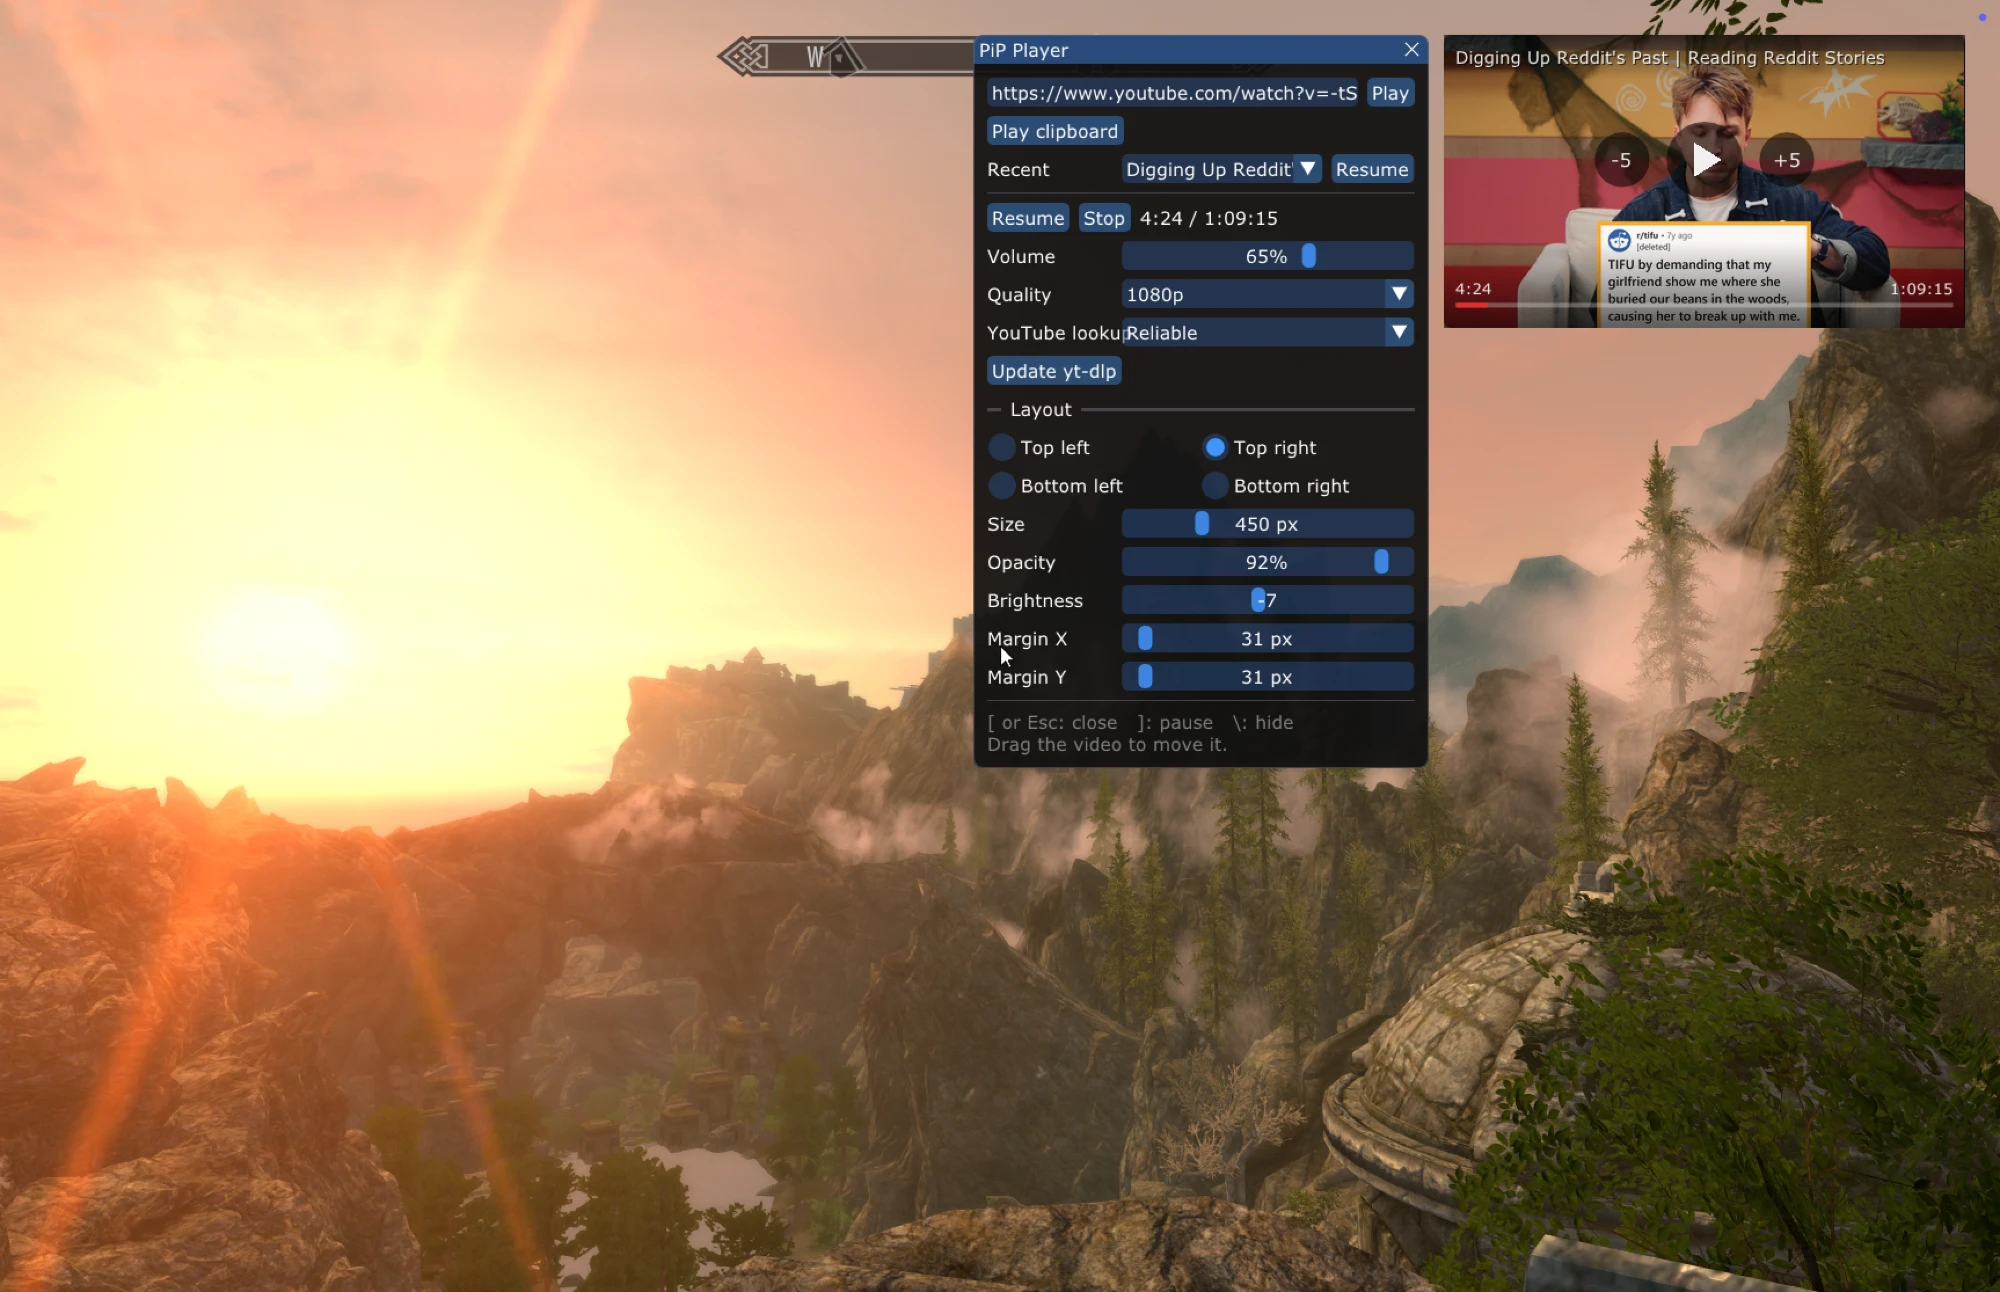 W
PiP Player
https://www.youtube.com/watch?v=-tS
Play
Play clipboard
Recent
Digging Up Reddit'
Resume
Resume
Stop
4:24 / 1:09:15
Volume
65%
Quality
1080p
YouTube lookup
Reliable
Update yt-dlp
Layout
Top left
Top right
Bottom left
Bottom right
Size
450 px
Opacity
92%
Brightness
-7
Margin X
31 px
Margin Y
31 px
[ or Esc: close ]: pause \: hide
Drag the video to move it.
Digging Up Reddit's Past | Reading Reddit Stories
-5
+5
r/tifu • 7y ago
[deleted]
TIFU by demanding that my
girlfriend show me where she
buried our beans in the woods,
causing her to break up with me.
4:24
1:09:15